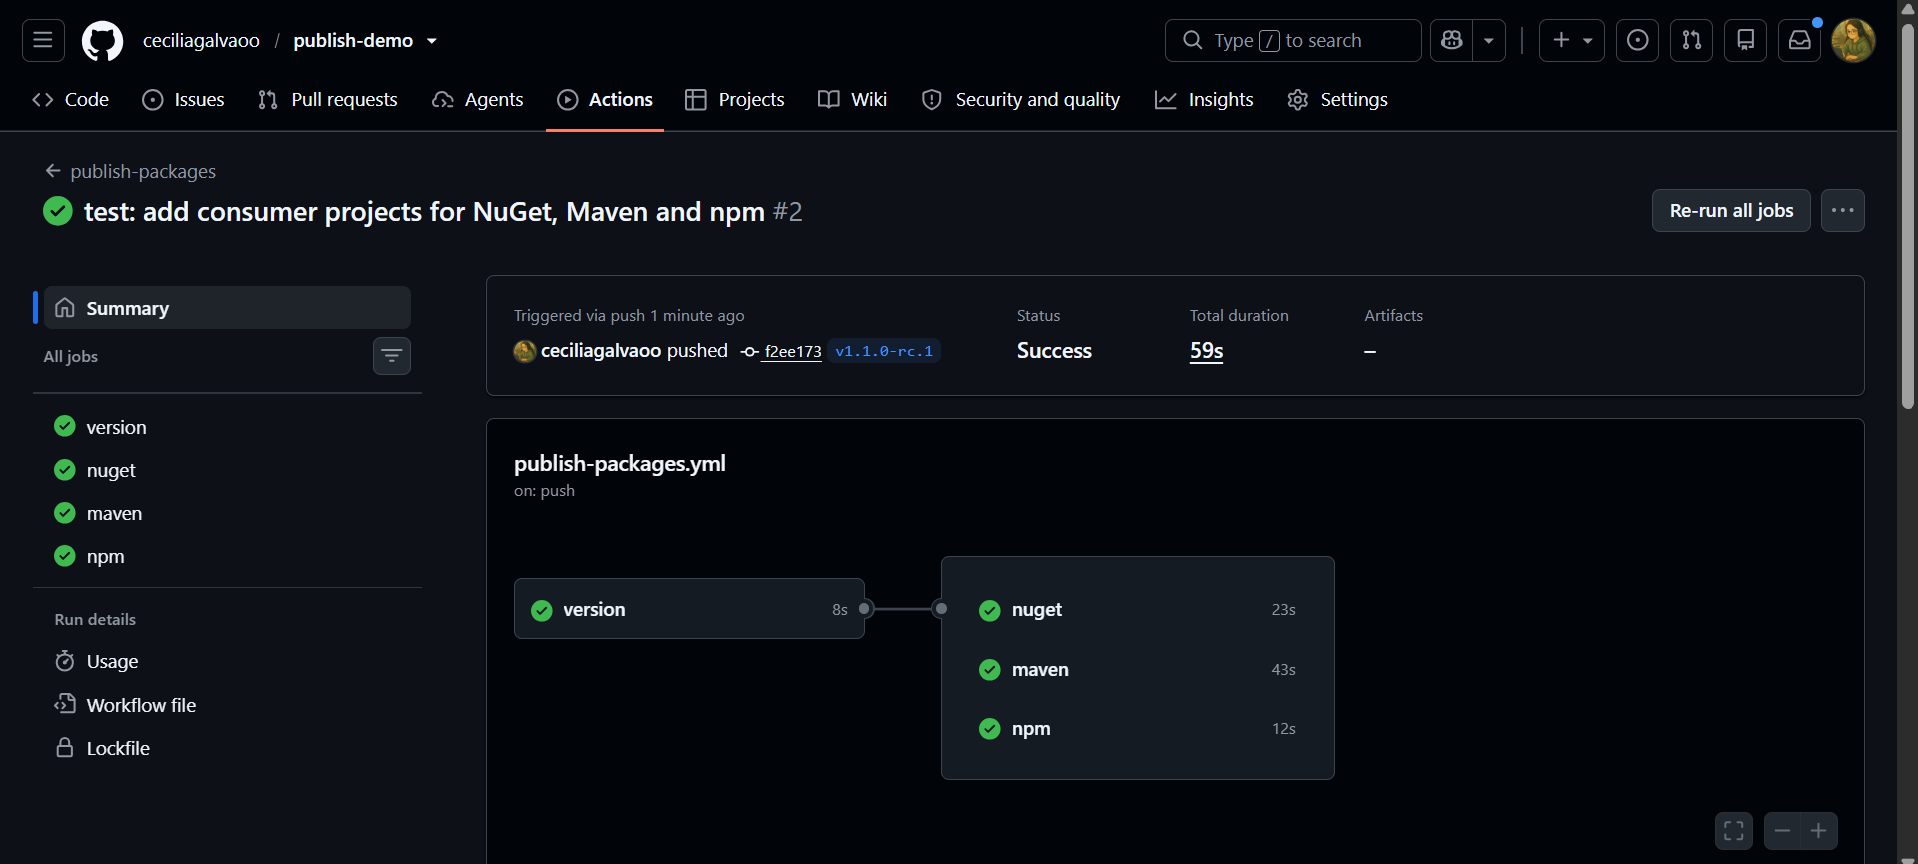 ceciliagalvaoo / publish-demo
Type / to search
Code Issues Pull requests Agents Actions Projects Wiki Security and quality Insights Settings
publish-packages
test: add consumer projects for NuGet, Maven and npm #2
Re-run all jobs
Summary
All jobs
version
nuget
maven
npm
Run details
Usage
Workflow file
Lockfile
Triggered via push 1 minute ago
ceciliagalvaoo pushed f2ee173 v1.1.0-rc.1
Status
Success
Total duration
59s
Artifacts
–
publish-packages.yml
on: push
version 8s
nuget 23s
maven 43s
npm 12s